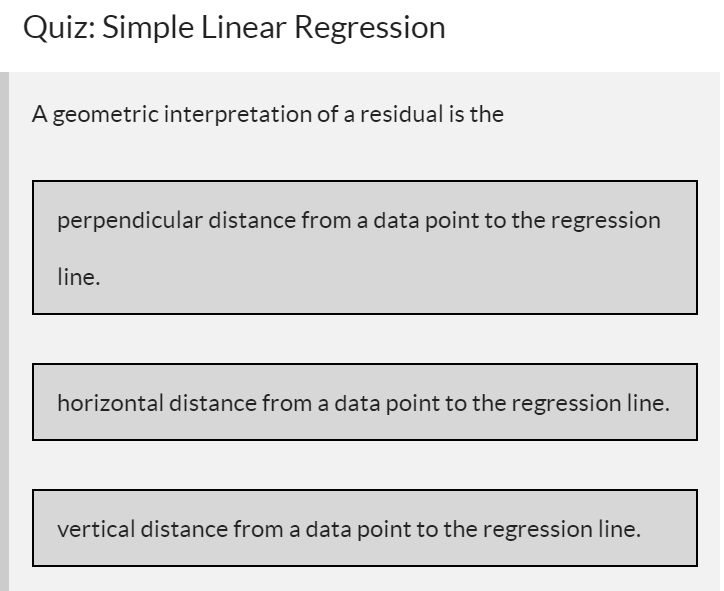 Quiz: Simple Linear Regression
A geometric interpretation of a residual is the
perpendicular distance from a data point to the regression
line.
horizontal distance from a data point to the regression line.
vertical distance from a data point to the regression line.